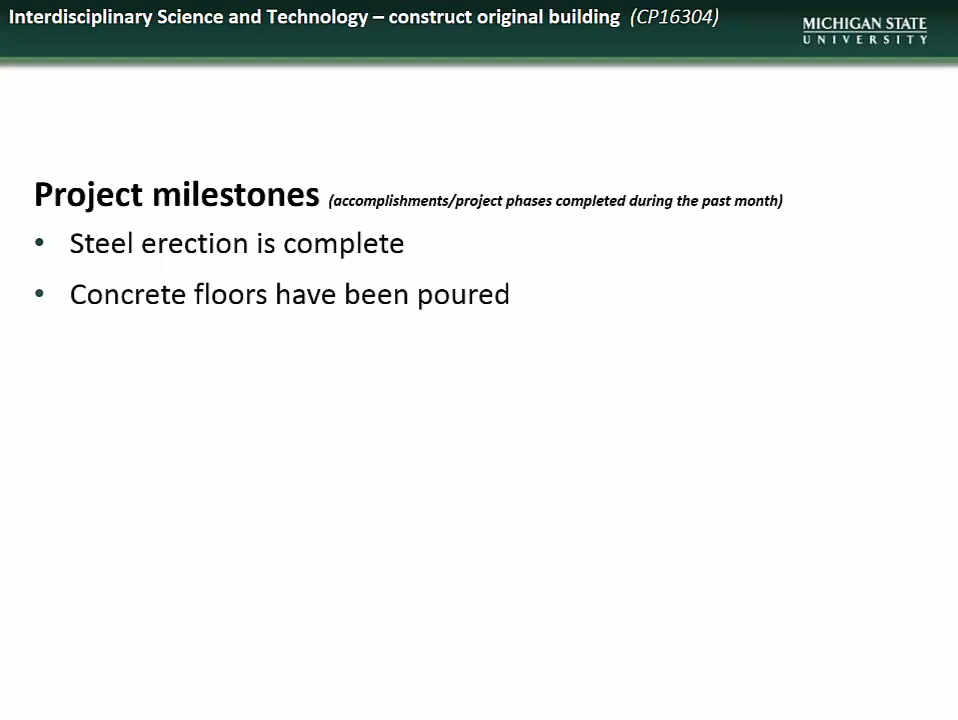 Interdisciplinary Science and Technology – construct original building (CP16304)
MICHIGAN STATE
UNIVERSITY
Project milestones (accomplishments/project phases completed during the past month)
• Steel erection is complete
• Concrete floors have been poured